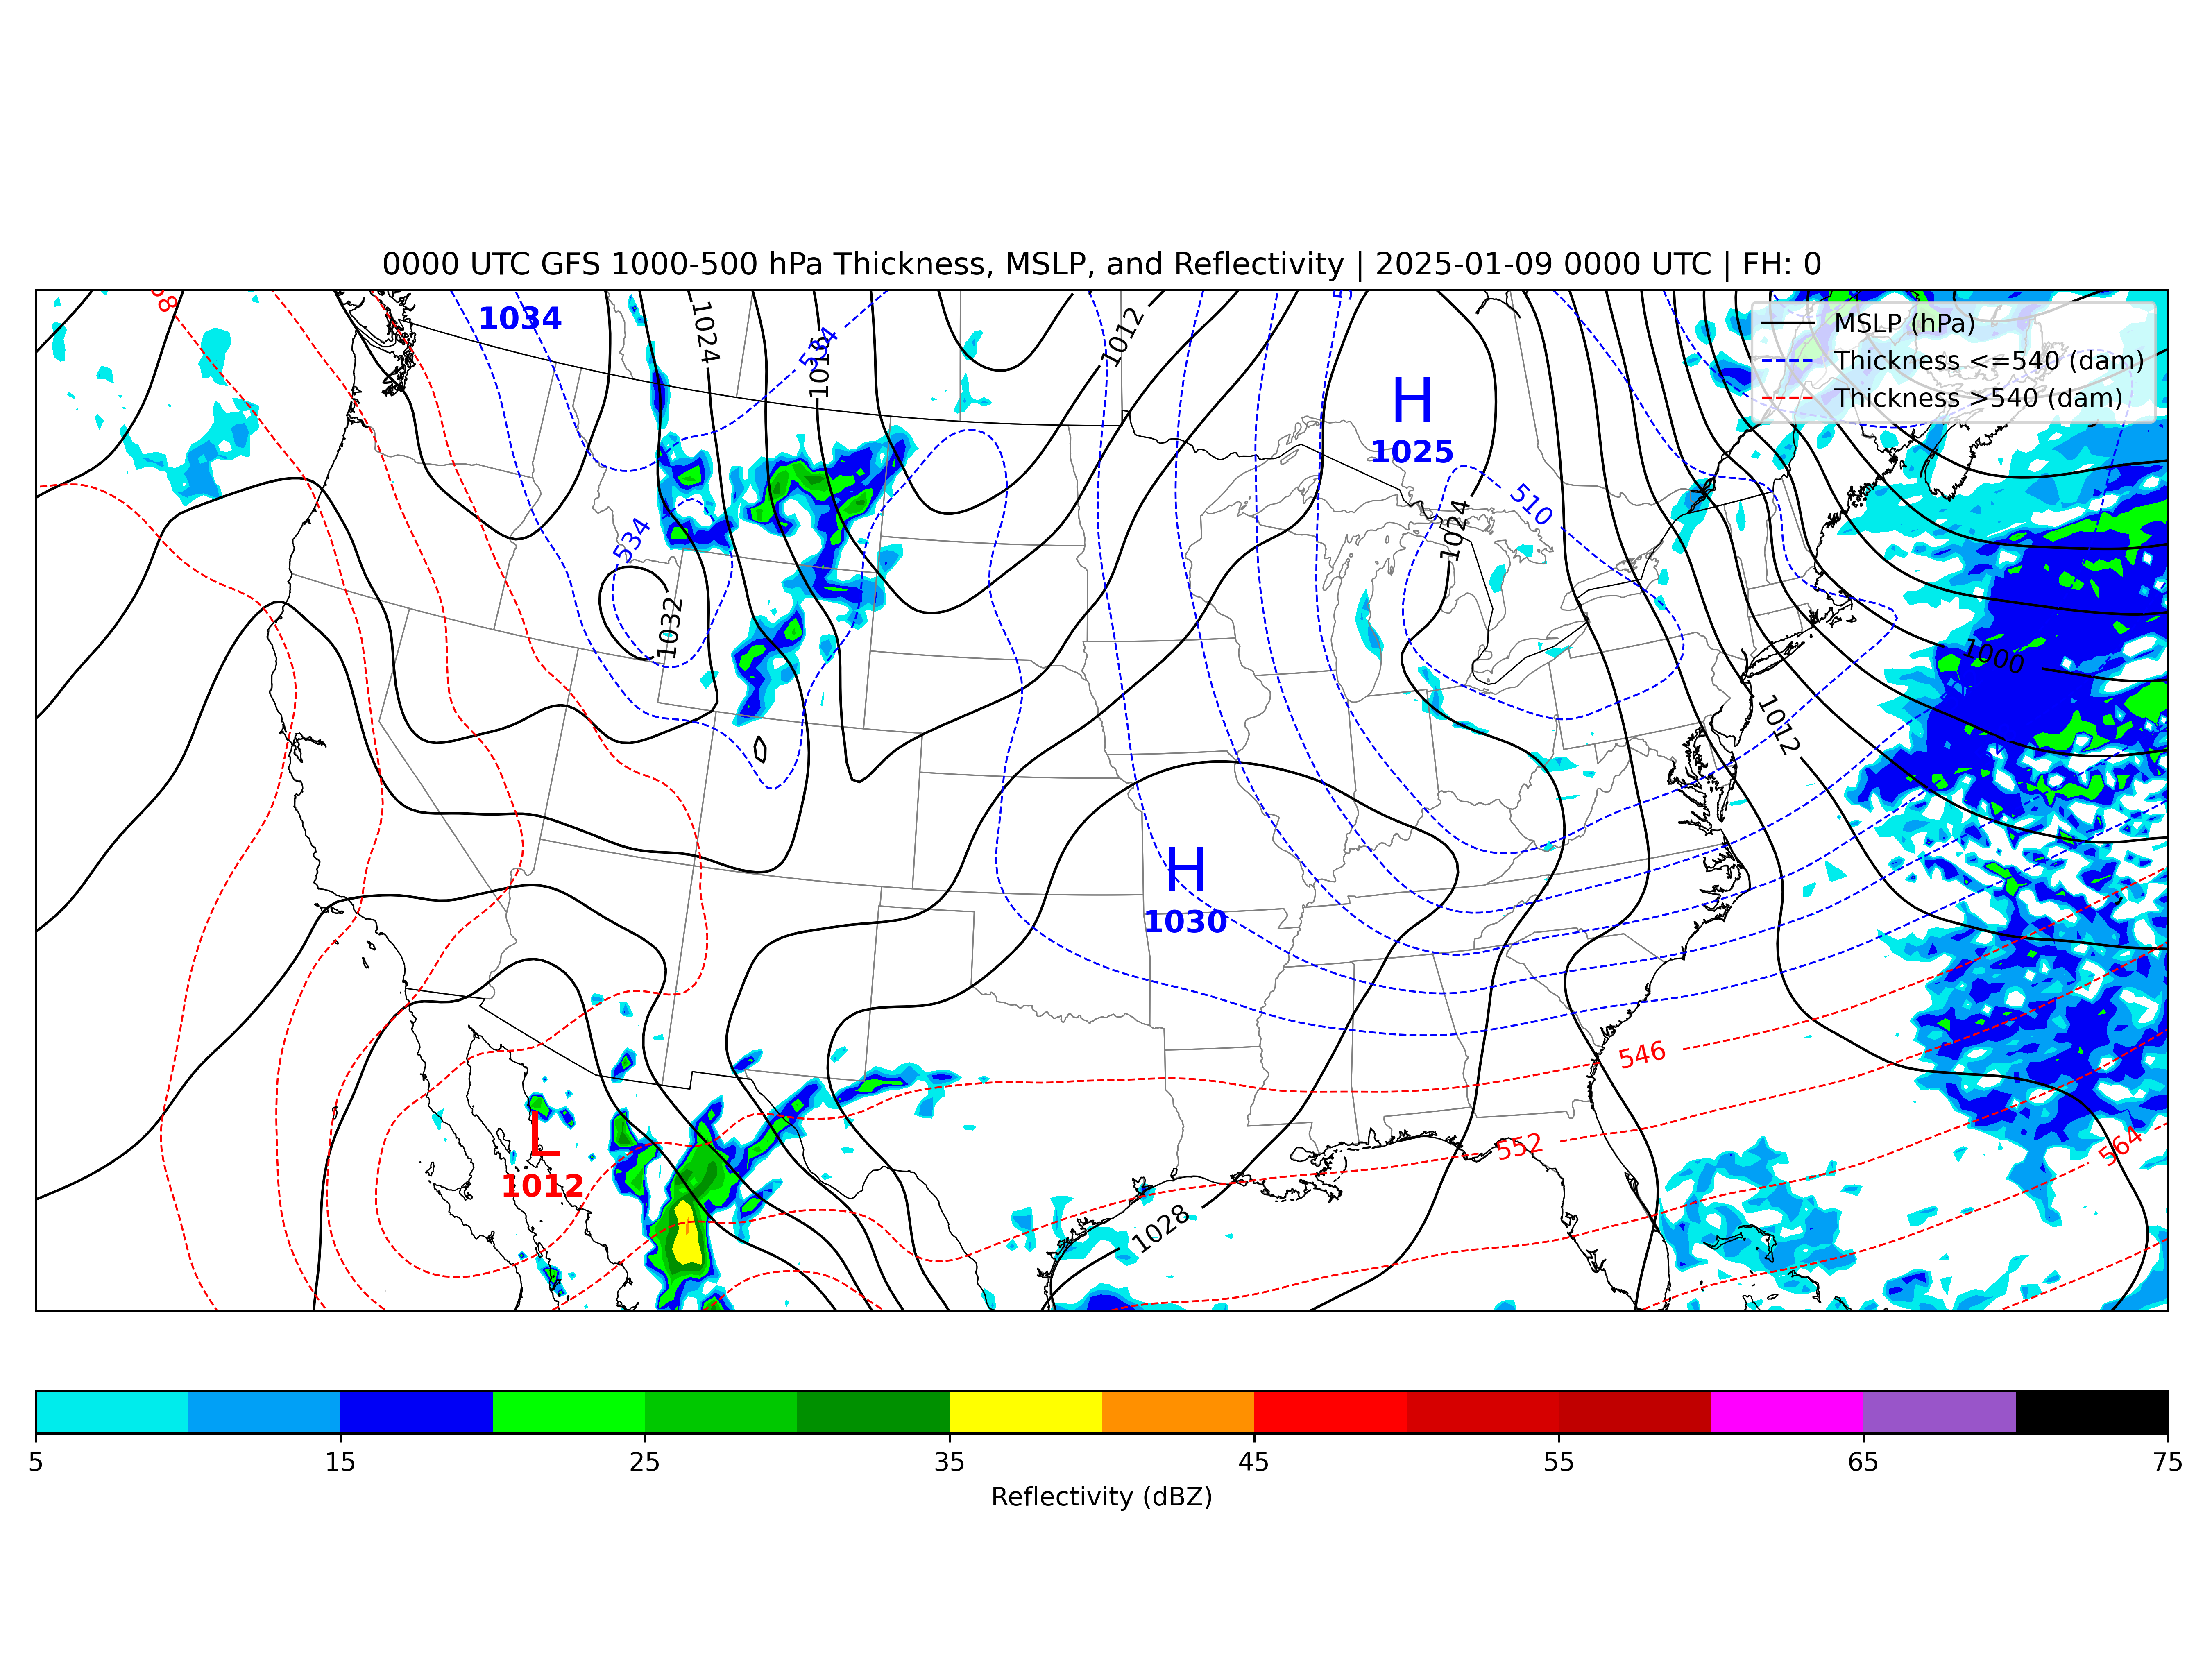 0000 UTC GFS 1000-500 hPa Thickness, MSLP, and Reflectivity | 2025-01-09 0000 UTC | FH: 0
MSLP (hPa)
Thickness <=540 (dam)
Thickness >540 (dam)
1034
1024
1016
534
1012
H
1025
510
1024
534
1032
1000
1012
H
1030
546
552
564
L
1012
1028
5 15 25 35 45 55 65 75
Reflectivity (dBZ)